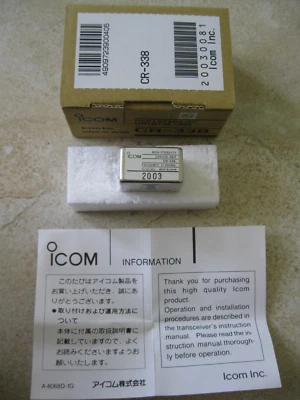 4909723900405
CR-338
20030081
Icom Inc.
ICOM
CR-338
ICOM
2003
ICOM
INFORMATION
このたびはアイコム製品を
お買い上げいただき、誠にあ
りがとうございます。
●取り付けおよび運用方法に
ついて
本体に付属の取扱説明書に
記載していますので、よく
お読みくださいますようお
願いいたします。
アイコム株式会社
Thank you for purchasing
this high quality Icom
product.
Operation and installation
procedures are described in
the transceiver's instruction
manual. Please read the in-
struction manual thorough-
ly before operation.
Icom Inc.